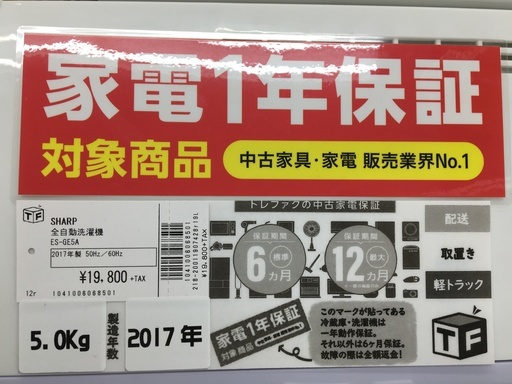 家電1年保証
対象商品
中古家具・家電 販売業界No.1
TF
SHARP
全自動洗濯機
ES-GE5A
2017年製 50Hz/60Hz
¥19,800 +TAX
12r 1041006068501
1041006068501
¥19,800+TAX
トレファクの中古家電保証
保証期間
標準
6カ月
保証期間
最大
12カ月
配送
取置き
軽トラック
5.0Kg
製造年数
2017年
家電1年保証
対象商品
このマークが貼ってある
冷蔵庫・洗濯機は
一年動作保証。
それ以外は6ヶ月保証。
故障の際は全額返金!
TF